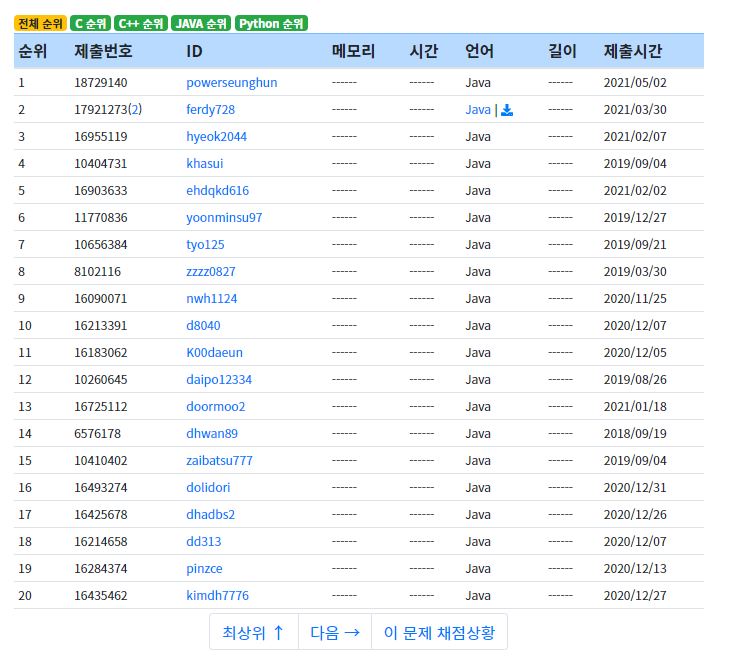 전체 순위 C 순위 C++ 순위 JAVA 순위 Python 순위
순위 제출번호 ID 메모리 시간 언어 길이 제출시간
1 18729140 powerseunghun ------ ------ Java ------ 2021/05/02
2 17921273(2) ferdy728 ------ ------ Java | ------ 2021/03/30
3 16955119 hyeok2044 ------ ------ Java ------ 2021/02/07
4 10404731 khasui ------ ------ Java ------ 2019/09/04
5 16903633 ehdqkd616 ------ ------ Java ------ 2021/02/02
6 11770836 yoonminsu97 ------ ------ Java ------ 2019/12/27
7 10656384 tyo125 ------ ------ Java ------ 2019/09/21
8 8102116 zzzz0827 ------ ------ Java ------ 2019/03/30
9 16090071 nwh1124 ------ ------ Java ------ 2020/11/25
10 16213391 d8040 ------ ------ Java ------ 2020/12/07
11 16183062 K00daeun ------ ------ Java ------ 2020/12/05
12 10260645 daipo12334 ------ ------ Java ------ 2019/08/26
13 16725112 doormoo2 ------ ------ Java ------ 2021/01/18
14 6576178 dhwan89 ------ ------ Java ------ 2018/09/19
15 10410402 zaibatsu777 ------ ------ Java ------ 2019/09/04
16 16493274 dolidori ------ ------ Java ------ 2020/12/31
17 16425678 dhadbs2 ------ ------ Java ------ 2020/12/26
18 16214658 dd313 ------ ------ Java ------ 2020/12/07
19 16284374 pinzce ------ ------ Java ------ 2020/12/13
20 16435462 kimdh7776 ------ ------ Java ------ 2020/12/27
최상위 ↑ 다음 → 이 문제 채점상황